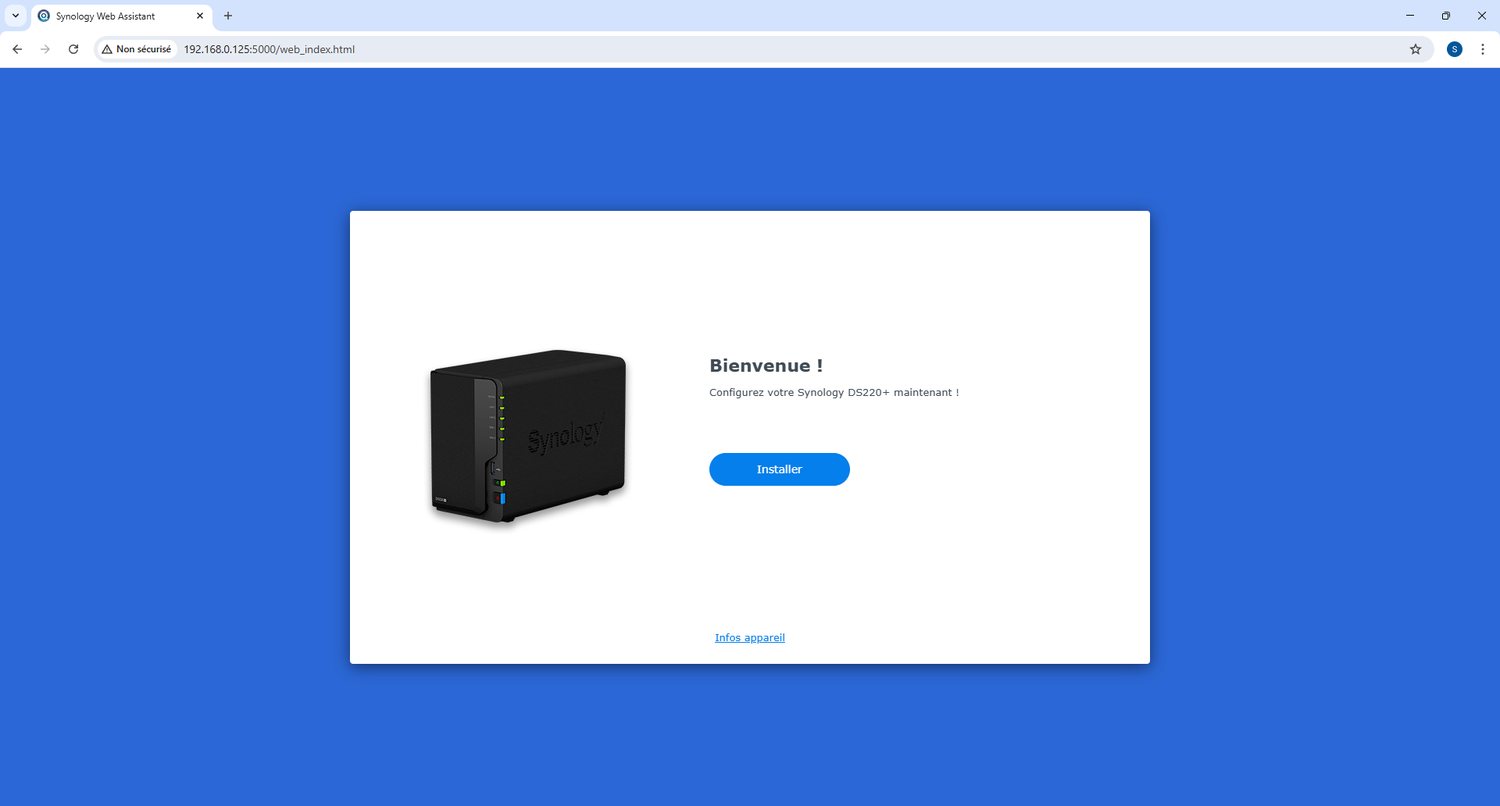 Synology Web Assistant
Non sécurisé
192.168.0.125:5000/web_index.html
S
Synology
Bienvenue !
Configurez votre Synology DS220+ maintenant !
Installer
Infos appareil